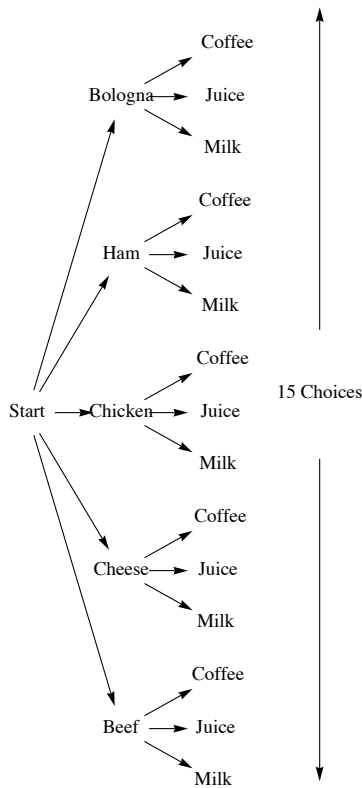 Coffee
Bologna
Juice
Milk
Coffee
Ham
Juice
Milk
Coffee
15 Choices
Start
Chicken
Juice
Milk
Coffee
Cheese
Juice
Milk
Coffee
Beef
Juice
Milk